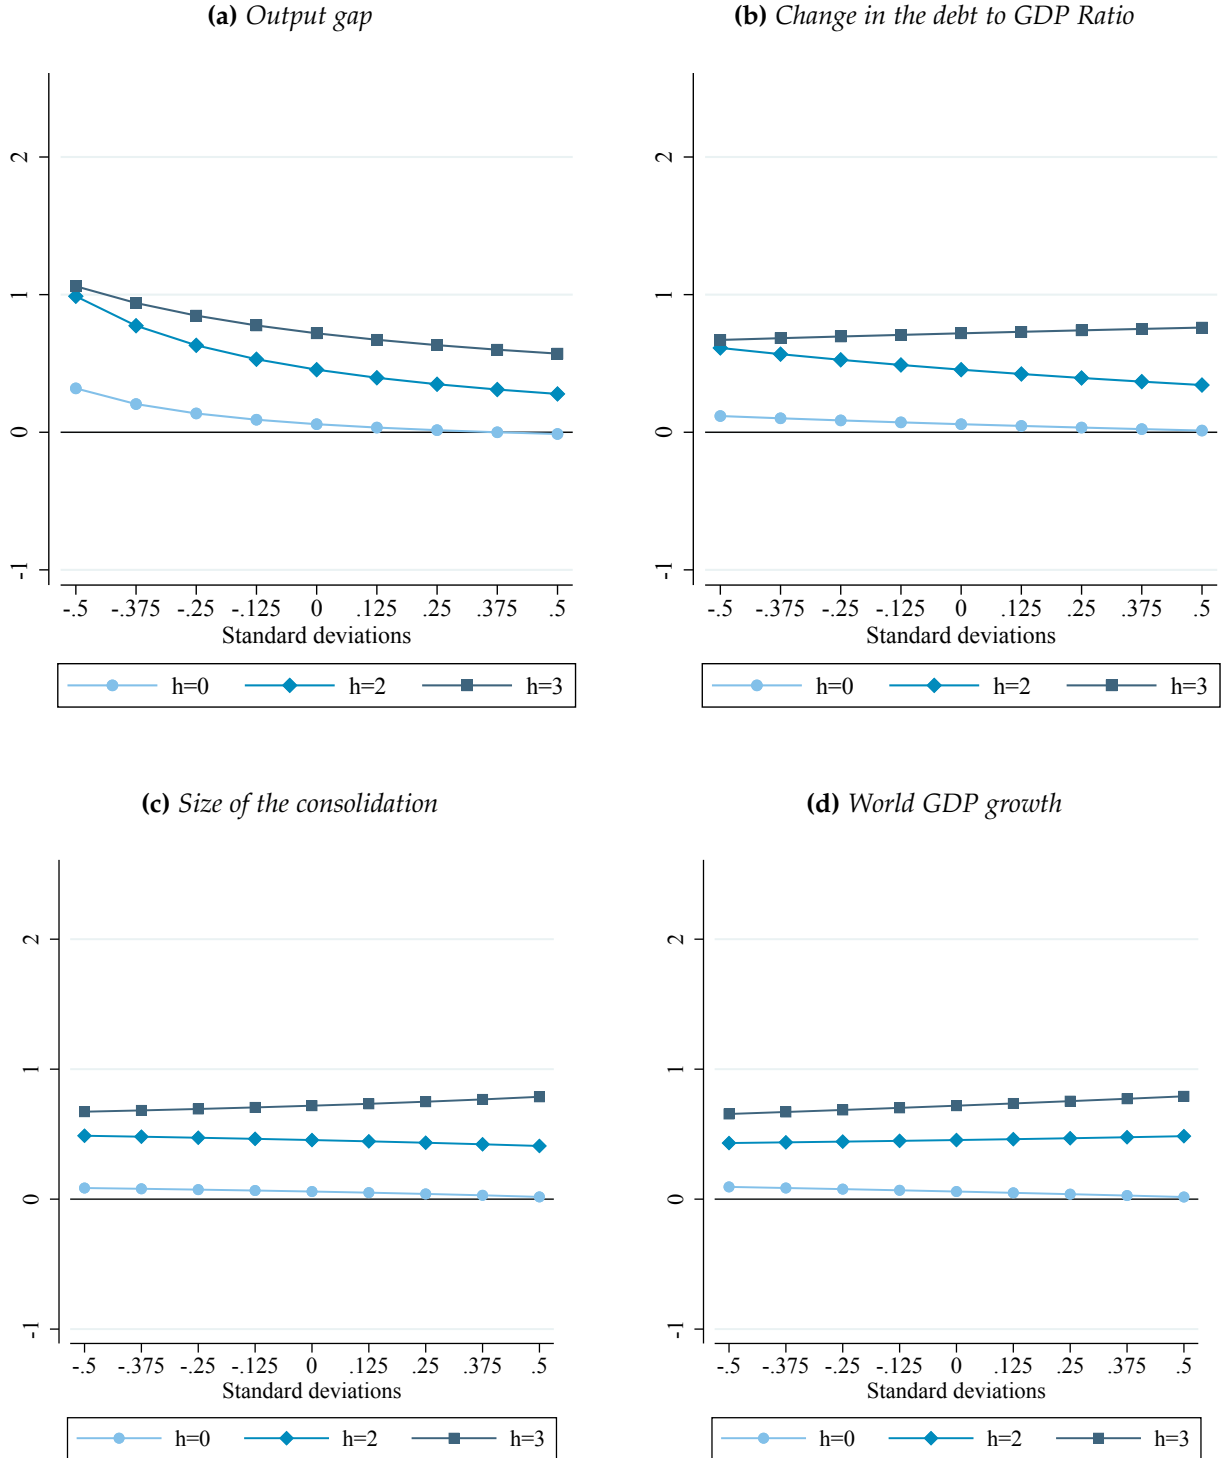 (a) Output gap
2
1
0
-1
-.5 -.375 -.25 -.125 0 .125 .25 .375 .5
Standard deviations
h=0 h=2 h=3
(b) Change in the debt to GDP Ratio
2
1
0
-1
-.5 -.375 -.25 -.125 0 .125 .25 .375 .5
Standard deviations
h=0 h=2 h=3
(c) Size of the consolidation
2
1
0
-1
-.5 -.375 -.25 -.125 0 .125 .25 .375 .5
Standard deviations
h=0 h=2 h=3
(d) World GDP growth
2
1
0
-1
-.5 -.375 -.25 -.125 0 .125 .25 .375 .5
Standard deviations
h=0 h=2 h=3